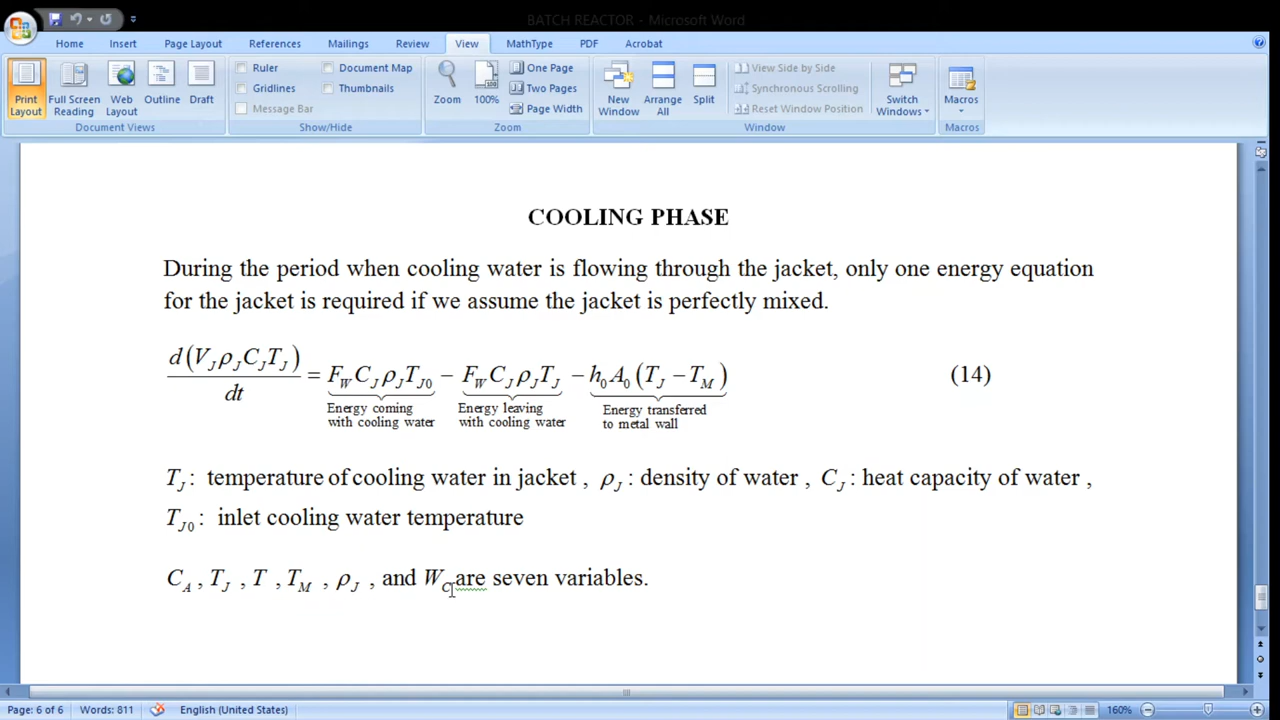 BATCH REACTOR - Microsoft Word
Home Insert Page Layout References Mailings Review View MathType PDF Acrobat
Print Layout
Full Screen Reading
Web Layout
Outline
Draft
Document Views
Ruler
Gridlines
Message Bar
Document Map
Thumbnails
Show/Hide
Zoom
100%
One Page
Two Pages
Page Width
Zoom
New Window
Arrange All
Split
View Side by Side
Synchronous Scrolling
Reset Window Position
Window
Switch Windows
Macros
Macros
COOLING PHASE
During the period when cooling water is flowing through the jacket, only one energy equation
for the jacket is required if we assume the jacket is perfectly mixed.
d(V_J ρ_J C_J T_J)/dt = F_W C_J ρ_J T_J0 − F_W C_J ρ_J T_J − h_0 A_0 (T_J − T_M) (14)
Energy coming with cooling water
Energy leaving with cooling water
Energy transferred to metal wall
T_J : temperature of cooling water in jacket , ρ_J : density of water , C_J : heat capacity of water ,
T_J0 : inlet cooling water temperature
C_A , T_J , T , T_M , ρ_J , and W_C are seven variables.
Page: 6 of 6 Words: 811 English (United States) 160%